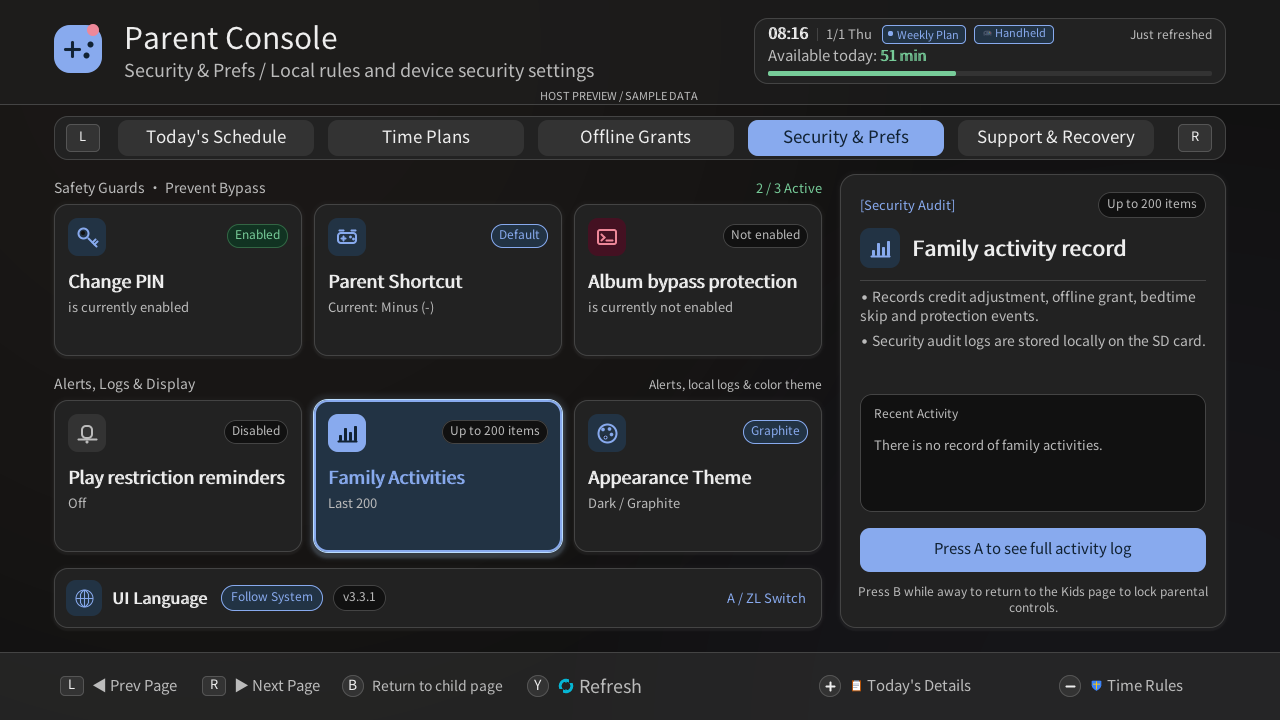 Parent Console
Security & Prefs / Local rules and device security settings
08:16 | 1/1 Thu Weekly Plan Handheld Just refreshed
Available today: 51 min
HOST PREVIEW / SAMPLE DATA
L Today's Schedule Time Plans Offline Grants Security & Prefs Support & Recovery R
Safety Guards • Prevent Bypass 2 / 3 Active
Enabled
Change PIN
is currently enabled
Default
Parent Shortcut
Current: Minus (-)
Not enabled
Album bypass protection
is currently not enabled
Alerts, Logs & Display Alerts, local logs & color theme
Disabled
Play restriction reminders
Off
Up to 200 items
Family Activities
Last 200
Graphite
Appearance Theme
Dark / Graphite
UI Language Follow System v3.3.1 A / ZL Switch
[Security Audit] Up to 200 items
Family activity record
• Records credit adjustment, offline grant, bedtime
skip and protection events.
• Security audit logs are stored locally on the SD card.
Recent Activity
There is no record of family activities.
Press A to see full activity log
Press B while away to return to the Kids page to lock parental
controls.
L ◀ Prev Page R ▶ Next Page B Return to child page Y Refresh + Today's Details − Time Rules